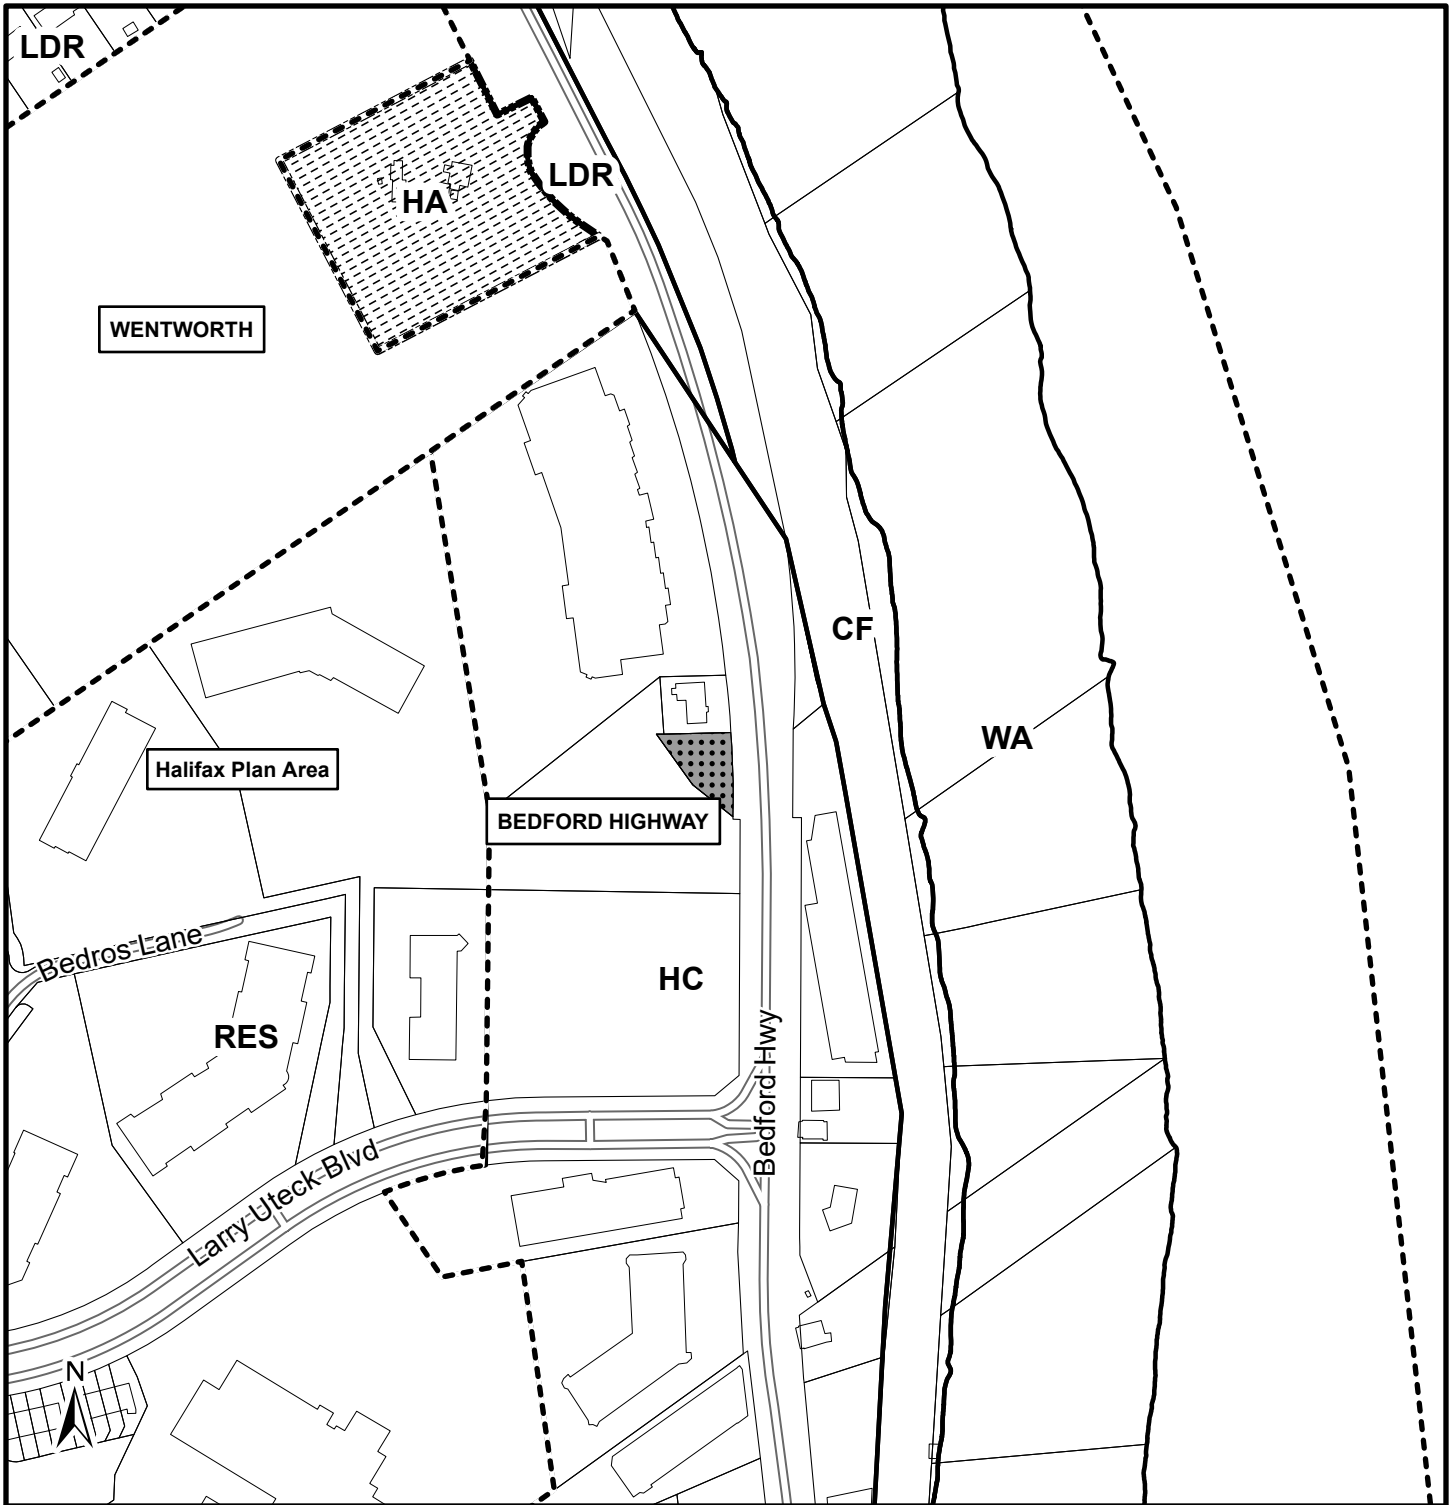 LDR
LDR
HA
WENTWORTH
CF
WA
Halifax Plan Area
BEDFORD HIGHWAY
Bedros Lane
HC
RES
Bedford Hwy
Larry Uteck Blvd
N